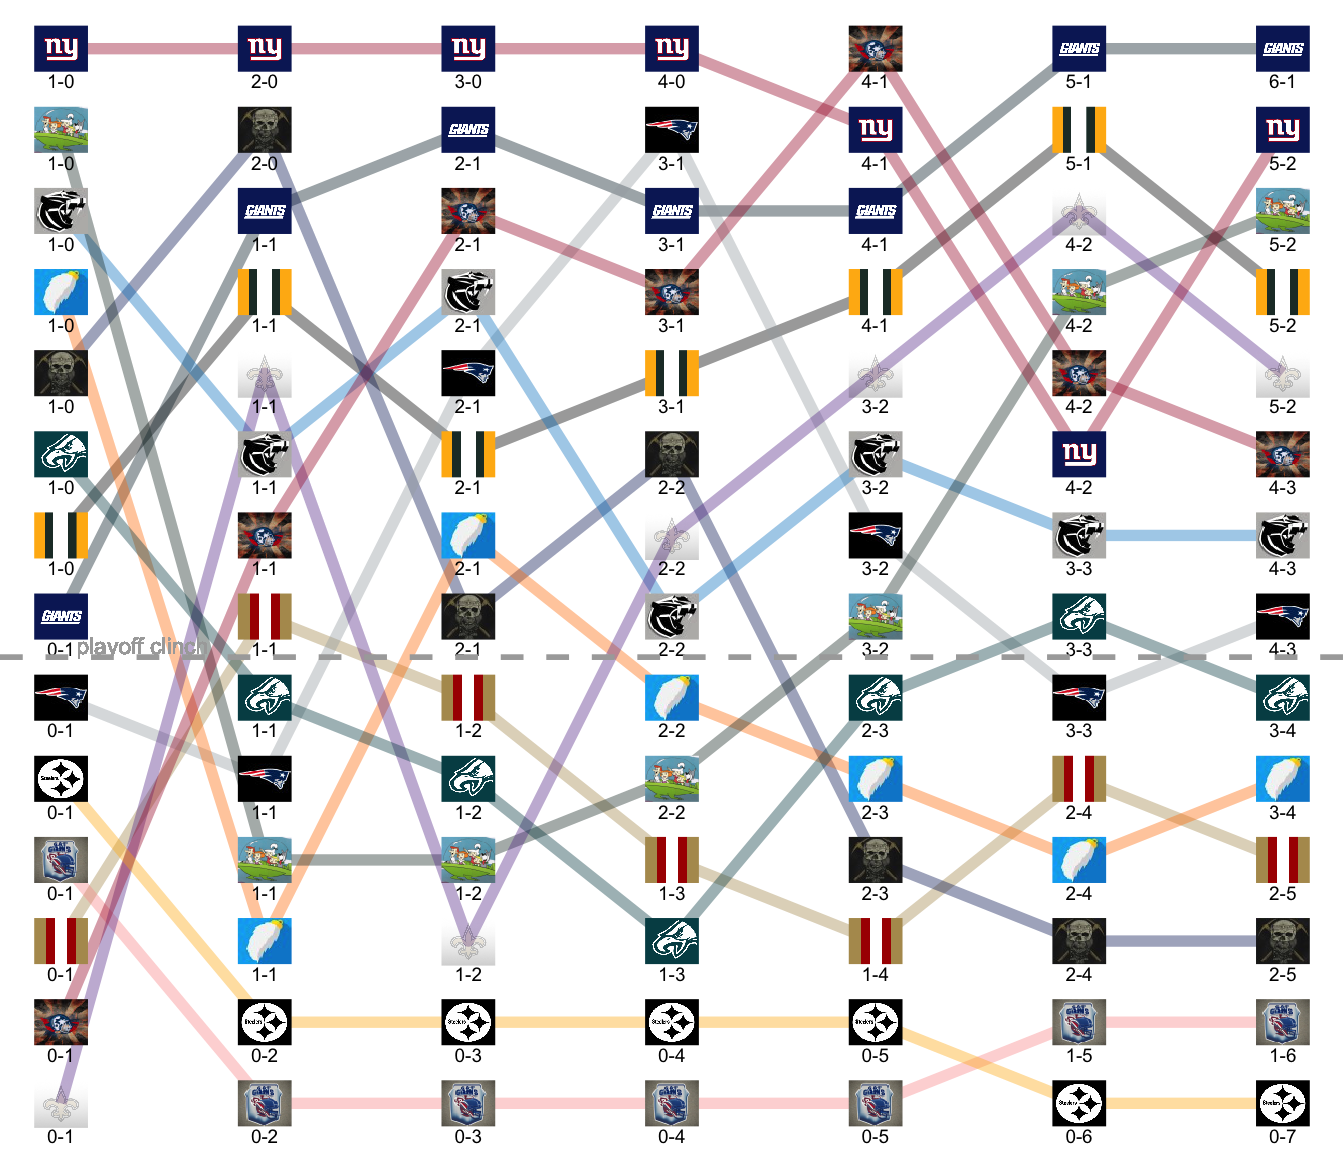 ny ny ny ny GIANTS GIANTS
1-0 2-0 3-0 4-0 4-1 5-1 6-1
GIANTS ny ny
1-0 2-0 2-1 3-1 4-1 5-1 5-2
GIANTS GIANTS GIANTS
1-0 1-1 2-1 3-1 4-1 4-2 5-2
1-0 1-1 2-1 3-1 4-1 4-2 5-2
1-0 1-1 2-1 3-1 3-2 4-2 5-2
ny
1-0 1-1 2-1 2-2 3-2 4-2 4-3
1-0 1-1 2-1 2-2 3-2 3-3 4-3
GIANTS
0-1 1-1 2-1 2-2 3-2 3-3 4-3
playoff clinch
0-1 1-1 1-2 2-2 2-3 3-3 3-4
Steelers
0-1 1-1 1-2 2-2 2-3 2-4 3-4
0-1 1-1 1-2 1-3 2-3 2-4 2-5
0-1 1-1 1-2 1-3 1-4 2-4 2-5
Steelers Steelers Steelers Steelers
0-1 0-2 0-3 0-4 0-5 1-5 1-6
Steelers Steelers
0-1 0-2 0-3 0-4 0-5 0-6 0-7